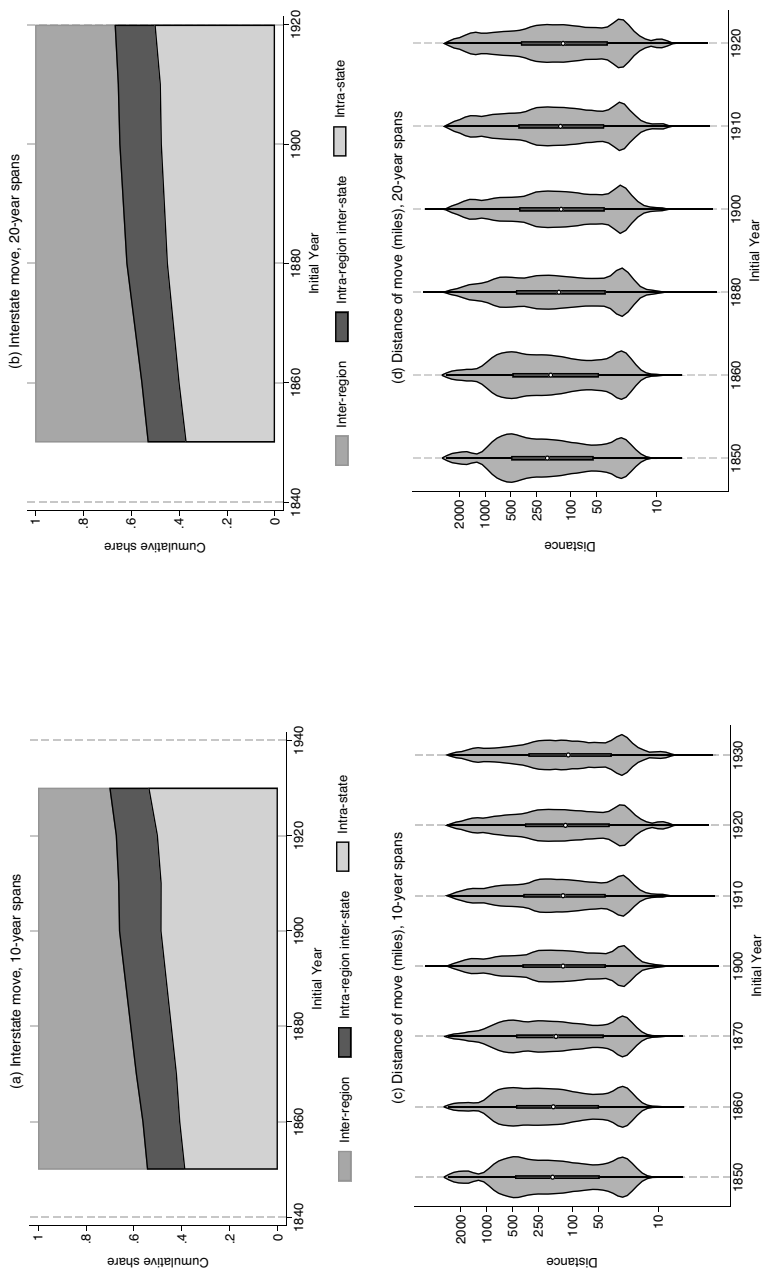 (a) Interstate move, 10-year spans
1
.8
.6
.4
.2
0
Cumulative share
1840
1860
1880
1900
1920
1940
Initial Year
Inter-region
Intra-region inter-state
Intra-state
(b) Interstate move, 20-year spans
1
.8
.6
.4
.2
0
Cumulative share
1840
1860
1880
1900
1920
Initial Year
Inter-region
Intra-region inter-state
Intra-state
(c) Distance of move (miles), 10-year spans
2000
1000
500
250
100
50
10
Distance
1850
1860
1870
1900
1910
1920
1930
Initial Year
(d) Distance of move (miles), 20-year spans
2000
1000
500
250
100
50
10
Distance
1850
1860
1880
1900
1910
1920
Initial Year